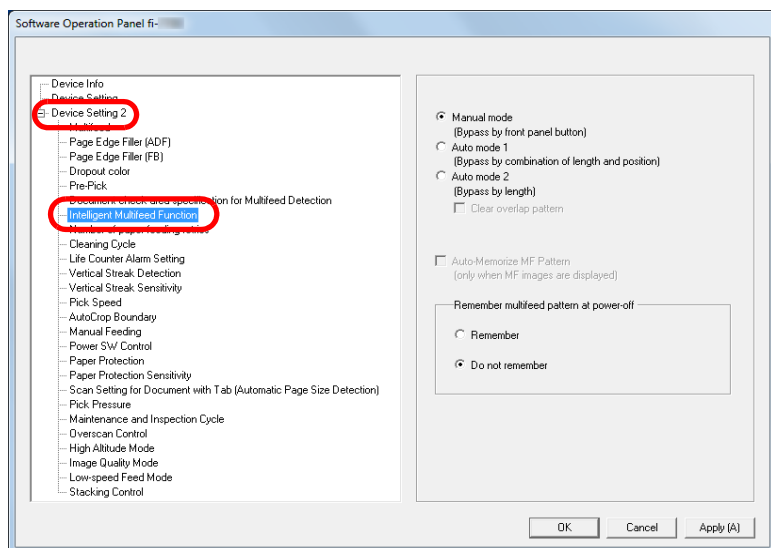 Software Operation Panel fi-
Device Info
Device Setting
Device Setting 2
Multifeed
Page Edge Filler (ADF)
Page Edge Filler (FB)
Dropout color
Pre-Pick
Document check area specification for Multifeed Detection
Intelligent Multifeed Function
Number of paper feeding retries
Cleaning Cycle
Life Counter Alarm Setting
Vertical Streak Detection
Vertical Streak Sensitivity
Pick Speed
AutoCrop Boundary
Manual Feeding
Power SW Control
Paper Protection
Paper Protection Sensitivity
Scan Setting for Document with Tab (Automatic Page Size Detection)
Pick Pressure
Maintenance and Inspection Cycle
Overscan Control
High Altitude Mode
Image Quality Mode
Low-speed Feed Mode
Stacking Control
Manual mode
(Bypass by front panel button)
Auto mode 1
(Bypass by combination of length and position)
Auto mode 2
(Bypass by length)
Clear overlap pattern
Auto-Memorize MF Pattern
(only when MF images are displayed)
Remember multifeed pattern at power-off
Remember
Do not remember
OK
Cancel
Apply (A)